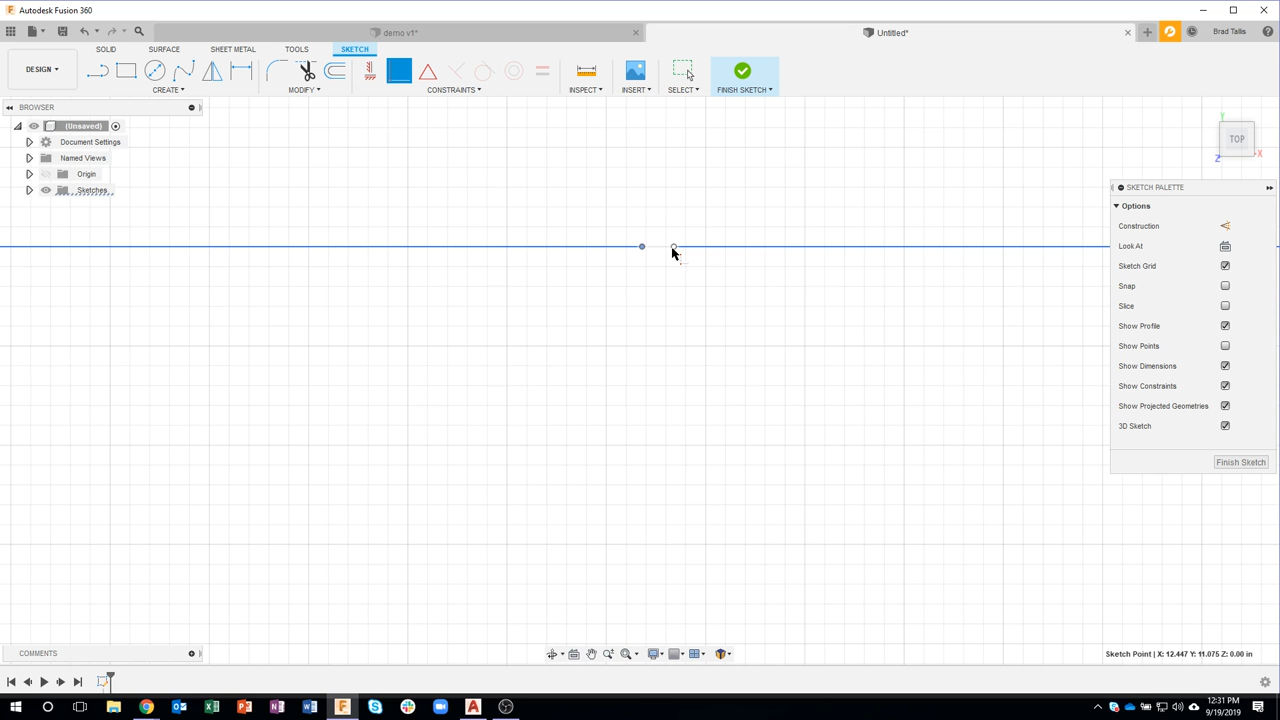 Autodesk Fusion 360
demo v1*
Untitled*
Brad Tallis
DESIGN
SOLID
SURFACE
SHEET METAL
TOOLS
SKETCH
CREATE
MODIFY
CONSTRAINTS
INSPECT
INSERT
SELECT
FINISH SKETCH
BROWSER
(Unsaved)
Document Settings
Named Views
Origin
Sketches
Y
TOP
X
Z
SKETCH PALETTE
Options
Construction
Look At
Sketch Grid
Snap
Slice
Show Profile
Show Points
Show Dimensions
Show Constraints
Show Projected Geometries
3D Sketch
Finish Sketch
COMMENTS
Sketch Point | X: 12.447 Y: 11.075 Z: 0.00 in
12:31 PM
9/19/2019